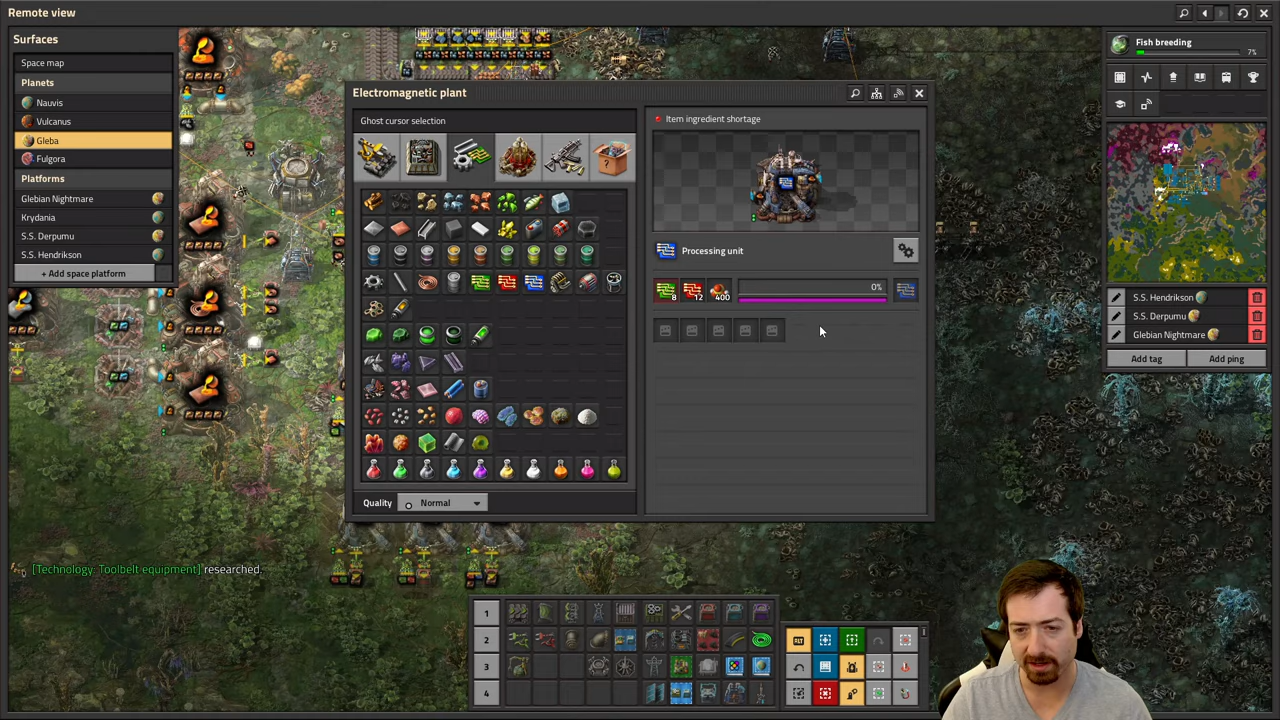 Remote view
Surfaces
Space map
Planets
Nauvis
Vulcanus
Gleba
Fulgora
Platforms
Glebian Nightmare
Krydania
S.S. Derpumu
S.S. Hendrikson
+ Add space platform
Electromagnetic plant
Ghost cursor selection
Quality
Normal
Item ingredient shortage
Processing unit
8
12
400
0%
Fish breeding
7%
S.S. Hendrikson
S.S. Derpumu
Glebian Nightmare
Add tag
Add ping
[Technology: Toolbelt equipment] researched.
1
2
3
4
ALT